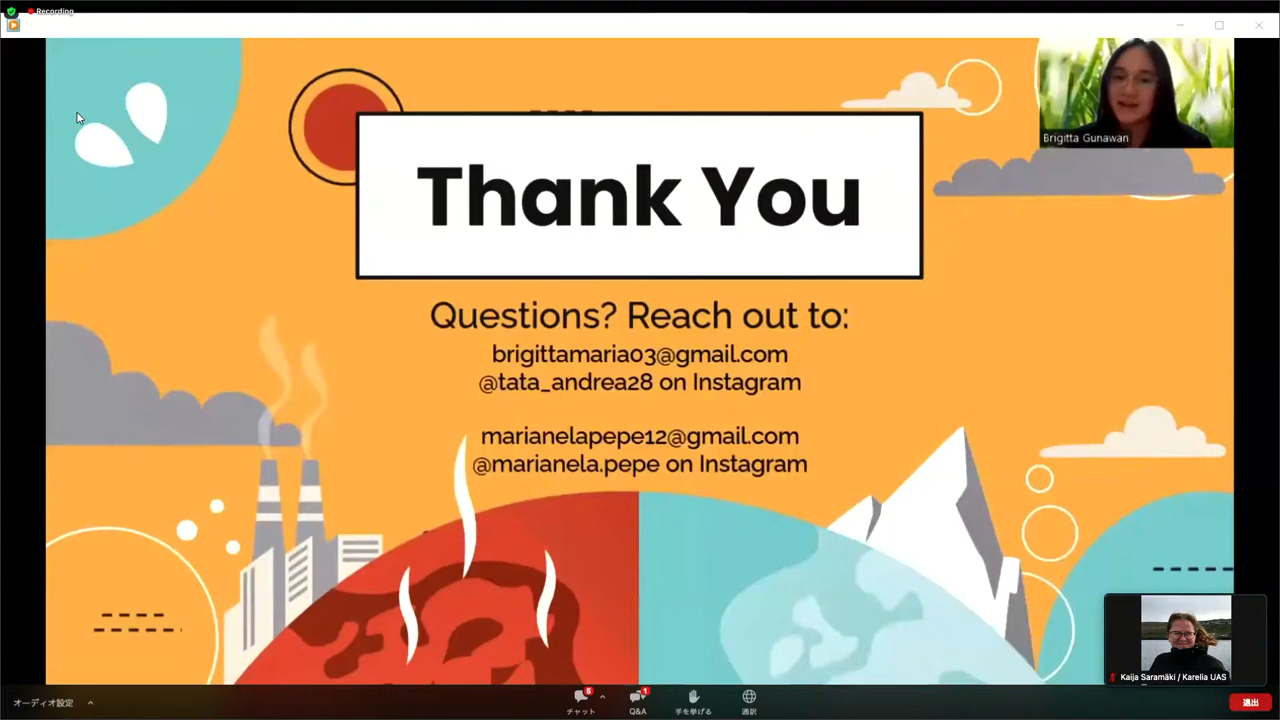 Recording
Brigitta Gunawan
Thank You
Questions? Reach out to:
brigittamaria03@gmail.com
@tata_andrea28 on Instagram
marianelapepe12@gmail.com
@marianela.pepe on Instagram
Kaija Saramäki / Karelia UAS
オーディオ設定
6
チャット
1
Q&A
手を挙げる
通訳
退出